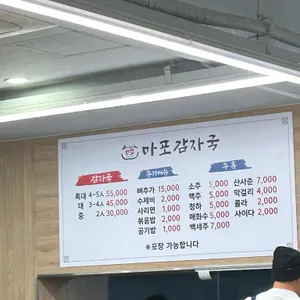 마포감자국
감자국
특대 4-5人 55,000
대 3-4人 45,000
중 2人 30,000
추가메뉴
뼈추가 15,000
수제비 2,000
사리면 2,000
볶음밥 2,000
공기밥 1,000
주류
소주 5,000 산사춘 7,000
맥주 5,000 막걸리 4,000
청하 5,000 콜라 2,000
매화수 5,000 사이다 2,000
백세주 7,000
※포장 가능합니다